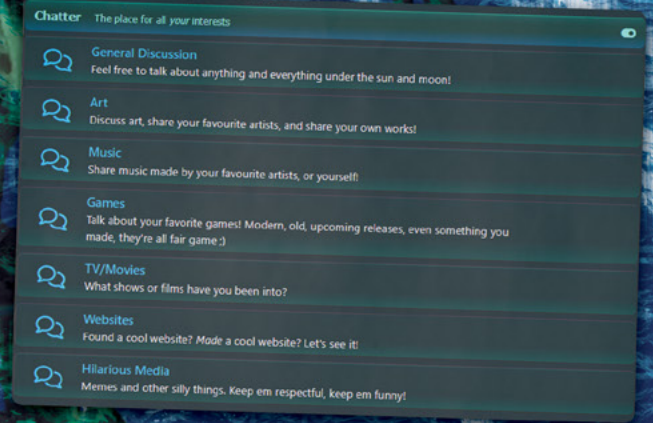 Chatter The place for all your interests
General Discussion
Feel free to talk about anything and everything under the sun and moon!
Art
Discuss art, share your favourite artists, and share your own works!
Music
Share music made by your favourite artists, or yourself!
Games
Talk about your favorite games! Modern, old, upcoming releases, even something you
made, they're all fair game :)
TV/Movies
What shows or films have you been into?
Websites
Found a cool website? Made a cool website? Let's see it!
Hilarious Media
Memes and other silly things. Keep em respectful, keep em funny!